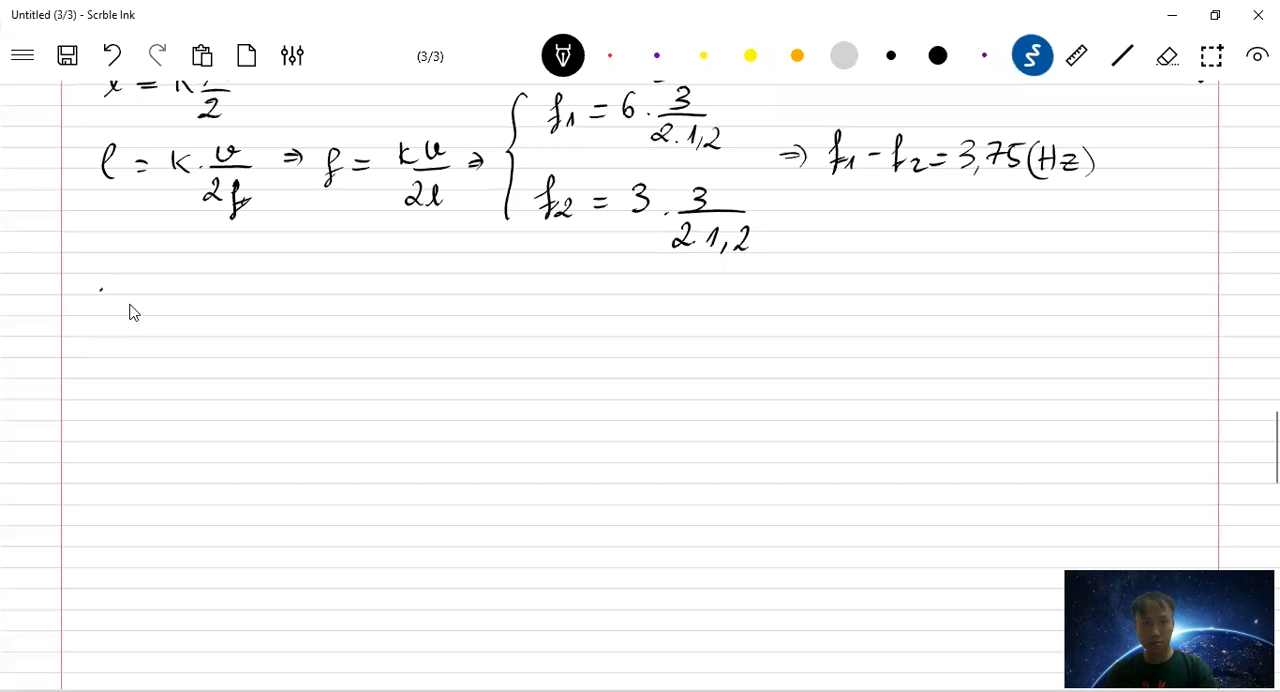 Untitled (3/3) - Scrble Ink
(3/3)
l = k
2
f1 = 6 . 3/2.1,2
l = k . v/2f ⇒ f = kv/2l ⇒
⇒ f1 - f2 = 3,75 (Hz)
f2 = 3 . 3/2.1,2